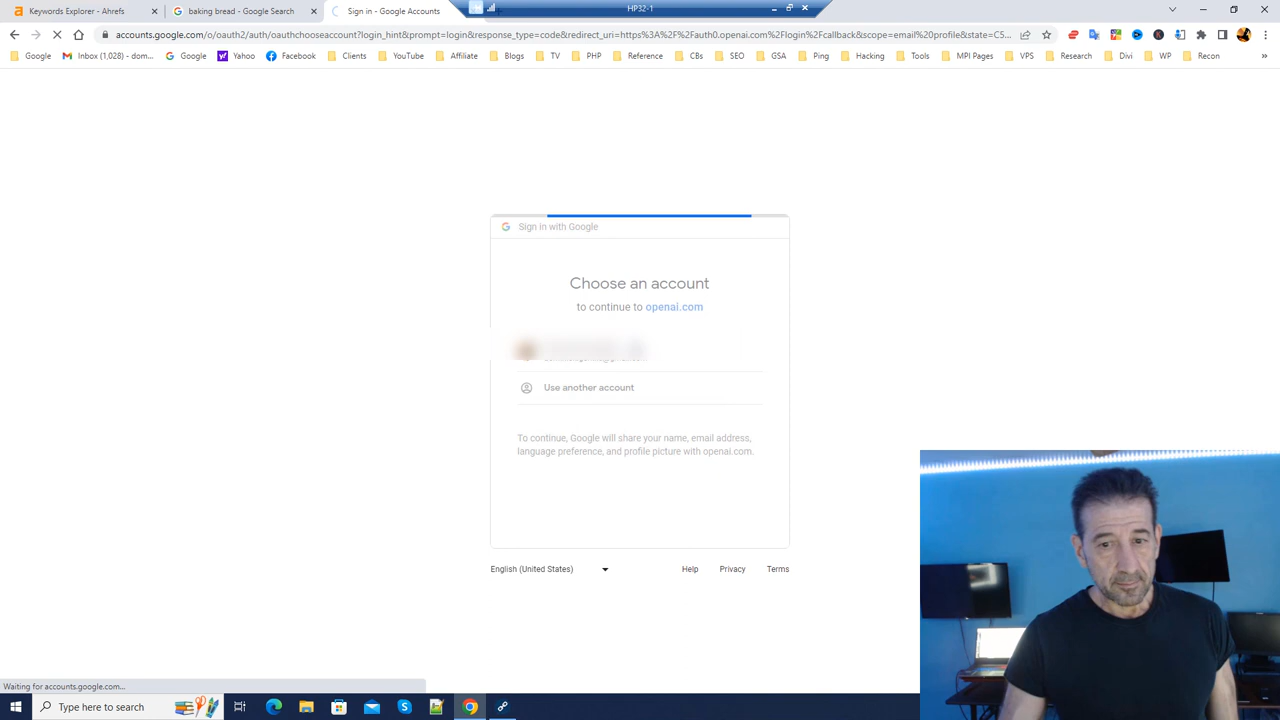 Keywords Explorer - Ahrefs
baking bread - Google Search
Sign in - Google Accounts
HP32-1
accounts.google.com/o/oauth2/auth/oauthchooseaccount?login_hint&prompt=login&response_type=code&redirect_uri=https%3A%2F%2Fauth0.openai.com%2Flogin%2Fcallback&scope=email%20profile&state=C5...
Google
Inbox (1,028) - dom...
Google
Yahoo
Facebook
Clients
YouTube
Affiliate
Blogs
TV
PHP
Reference
CBs
SEO
GSA
Ping
Hacking
Tools
MPI Pages
VPS
Research
Divi
WP
Recon
»
Sign in with Google
Choose an account
to continue to openai.com
Use another account
To continue, Google will share your name, email address,
language preference, and profile picture with openai.com.
English (United States)
Help
Privacy
Terms
Waiting for accounts.google.com...
Type here to search